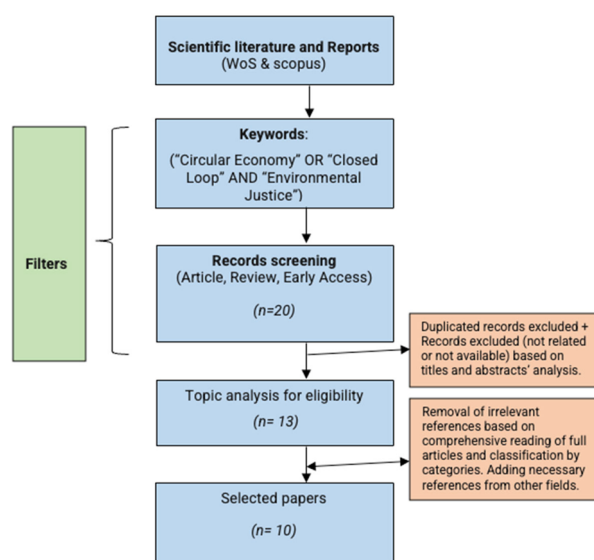 Scientific literature and Reports
(WoS & scopus)
Keywords:
(“Circular Economy” OR “Closed
Loop” AND “Environmental
Justice”)
Filters
Records screening
(Article, Review, Early Access)
(n=20)
Duplicated records excluded +
Records excluded (not related
or not available) based on
titles and abstracts’ analysis.
Topic analysis for eligibility
(n= 13)
Removal of irrelevant
references based on
comprehensive reading of full
articles and classification by
categories. Adding necessary
references from other fields.
Selected papers
(n= 10)